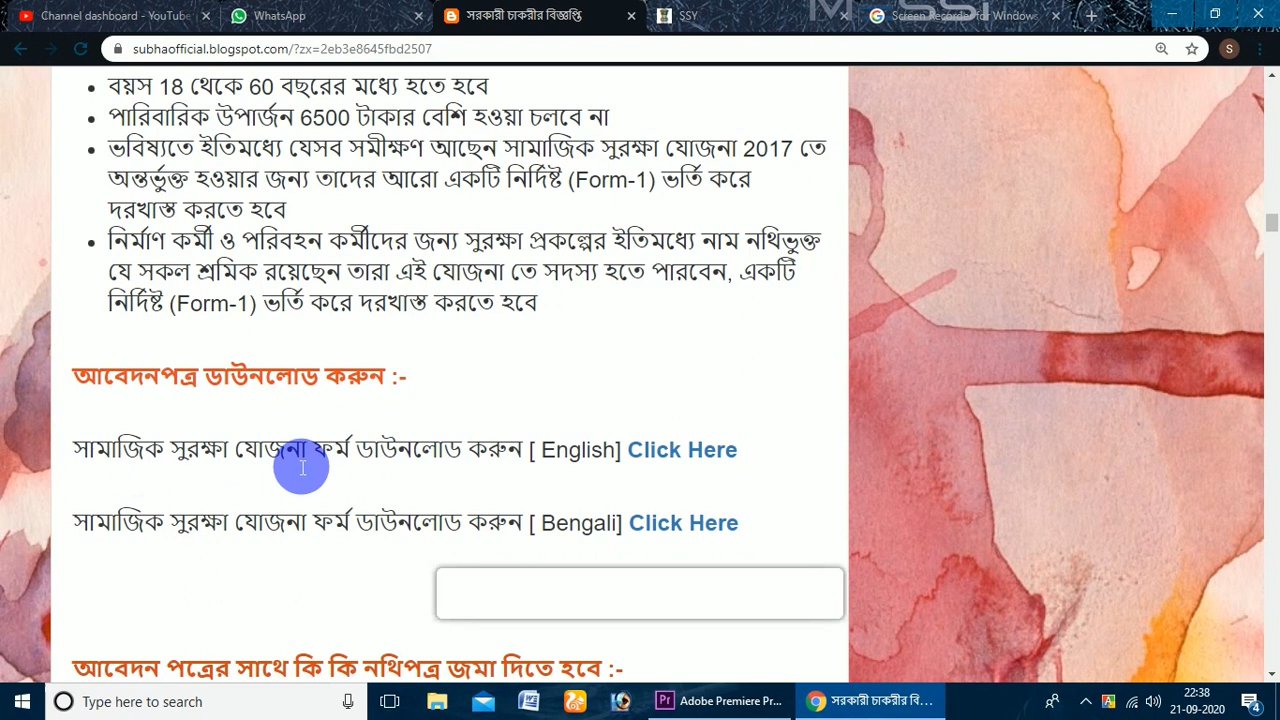 Channel dashboard - YouTube
WhatsApp
সরকারী চাকরীর বিজ্ঞপ্তি
SSY
Screen Recorder for Windows
subhaofficial.blogspot.com/?zx=2eb3e8645fbd2507
S
বয়স 18 থেকে 60 বছরের মধ্যে হতে হবে
পারিবারিক উপার্জন 6500 টাকার বেশি হওয়া চলবে না
ভবিষ্যতে ইতিমধ্যে যেসব সমীক্ষণ আছেন সামাজিক সুরক্ষা যোজনা 2017 তে
অন্তর্ভুক্ত হওয়ার জন্য তাদের আরো একটি নির্দিষ্ট (Form-1) ভর্তি করে
দরখাস্ত করতে হবে
নির্মাণ কর্মী ও পরিবহন কর্মীদের জন্য সুরক্ষা প্রকল্পের ইতিমধ্যে নাম নথিভুক্ত
যে সকল শ্রমিক রয়েছেন তারা এই যোজনা তে সদস্য হতে পারবেন, একটি
নির্দিষ্ট (Form-1) ভর্তি করে দরখাস্ত করতে হবে
আবেদনপত্র ডাউনলোড করুন :-
সামাজিক সুরক্ষা যোজনা ফর্ম ডাউনলোড করুন [ English] Click Here
সামাজিক সুরক্ষা যোজনা ফর্ম ডাউনলোড করুন [ Bengali] Click Here
আবেদন পত্রের সাথে কি কি নথিপত্র জমা দিতে হবে :-
Type here to search
Adobe Premiere Pr...
সরকারী চাকরীর বি...
22:38
21-09-2020
4